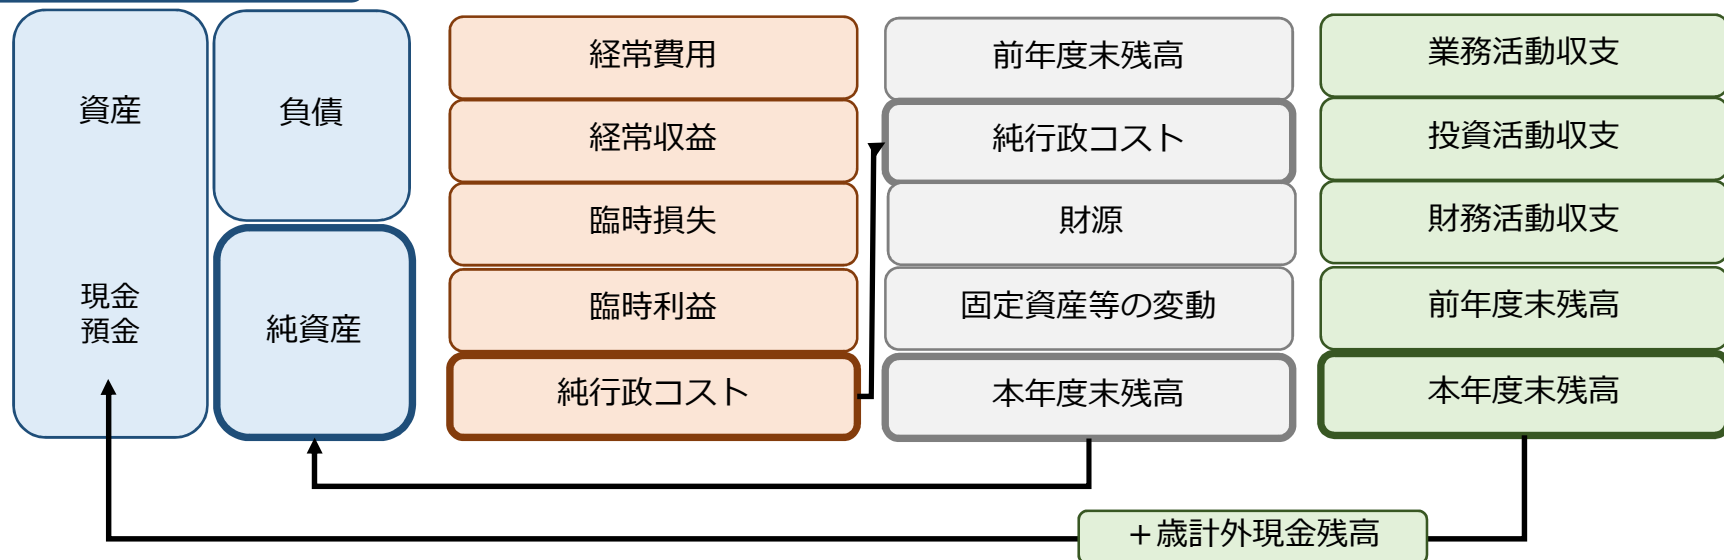 資産
現金
預金
負債
純資産
経常費用
経常収益
臨時損失
臨時利益
純行政コスト
前年度末残高
純行政コスト
財源
固定資産等の変動
本年度末残高
業務活動収支
投資活動収支
財務活動収支
前年度末残高
本年度末残高
＋歳計外現金残高